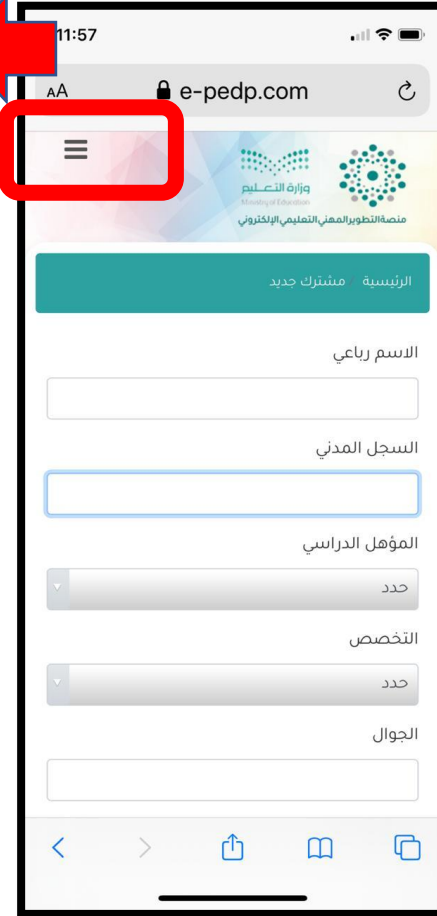 11:57
AA e-pedp.com
وزارة التعليم
Ministry of Education
منصة التطوير المهني التعليمي الإلكتروني
الرئيسية مشترك جديد
الاسم رباعي
السجل المدني
المؤهل الدراسي
حدد
التخصص
حدد
الجوال